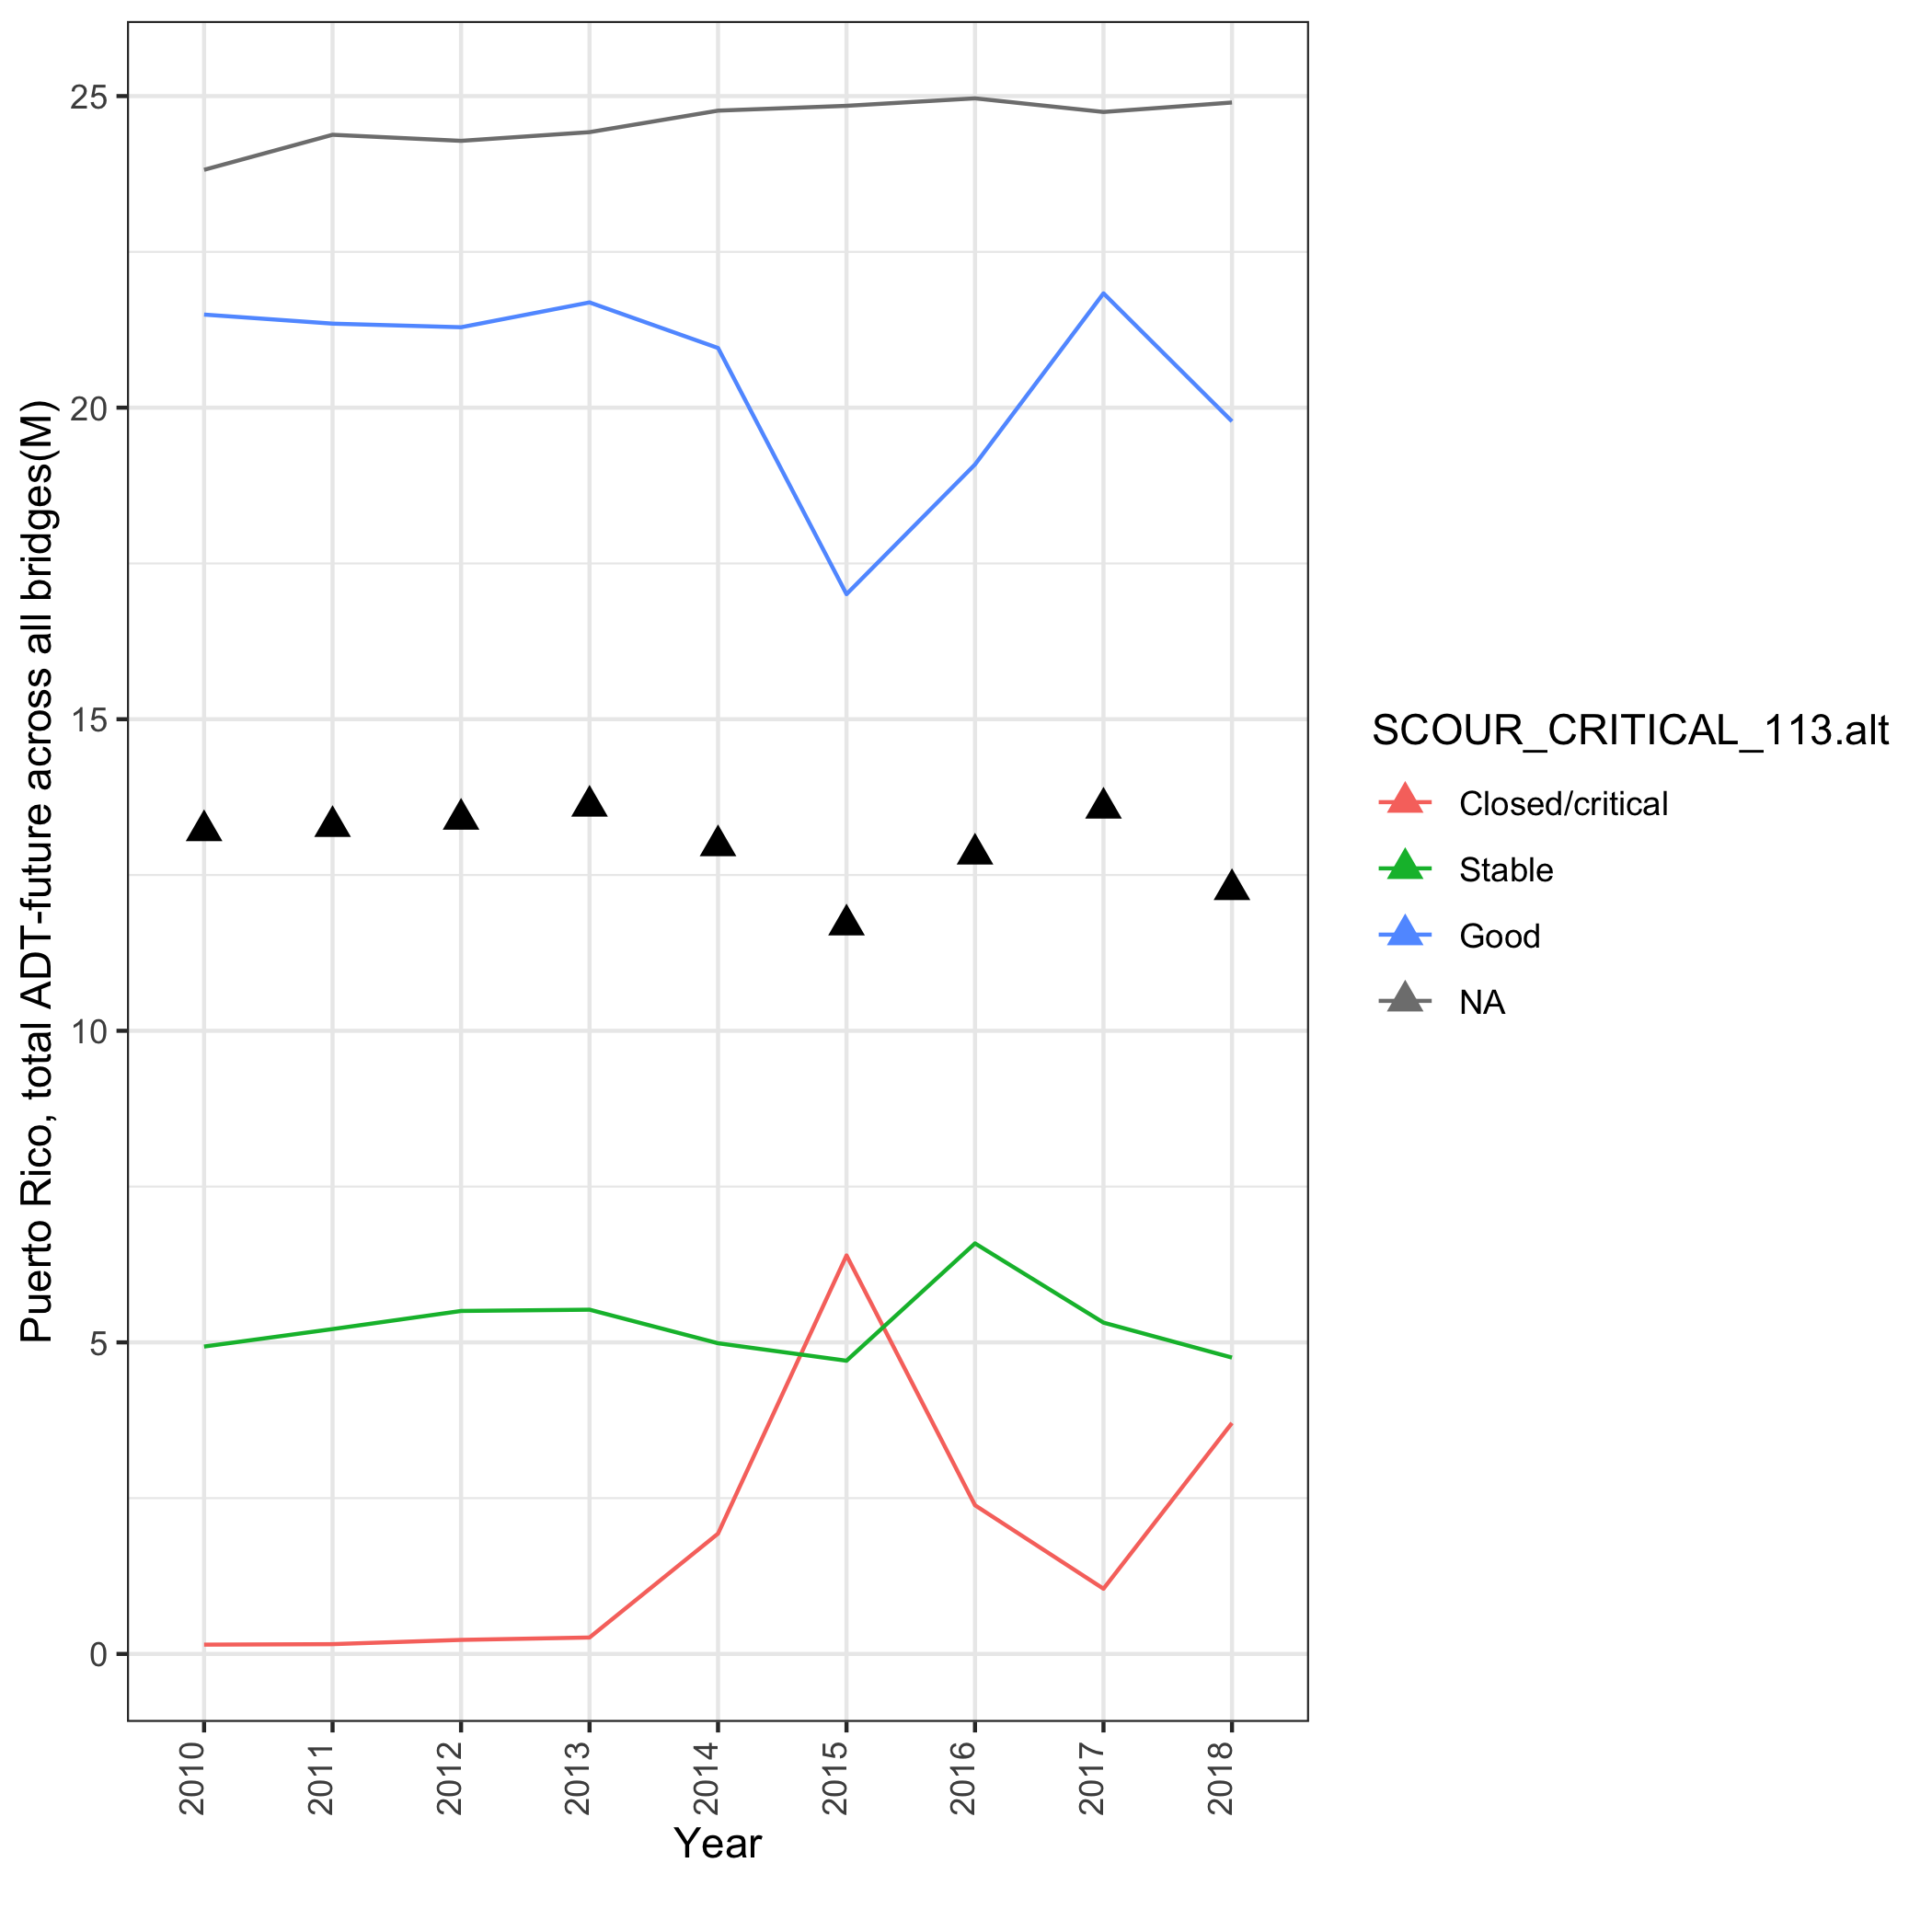 Puerto Rico, total ADT-future across all bridges(M)
25
20
15
10
5
0
2010
2011
2012
2013
2014
2015
2016
2017
2018
Year
SCOUR_CRITICAL_113.alt
Closed/critical
Stable
Good
NA